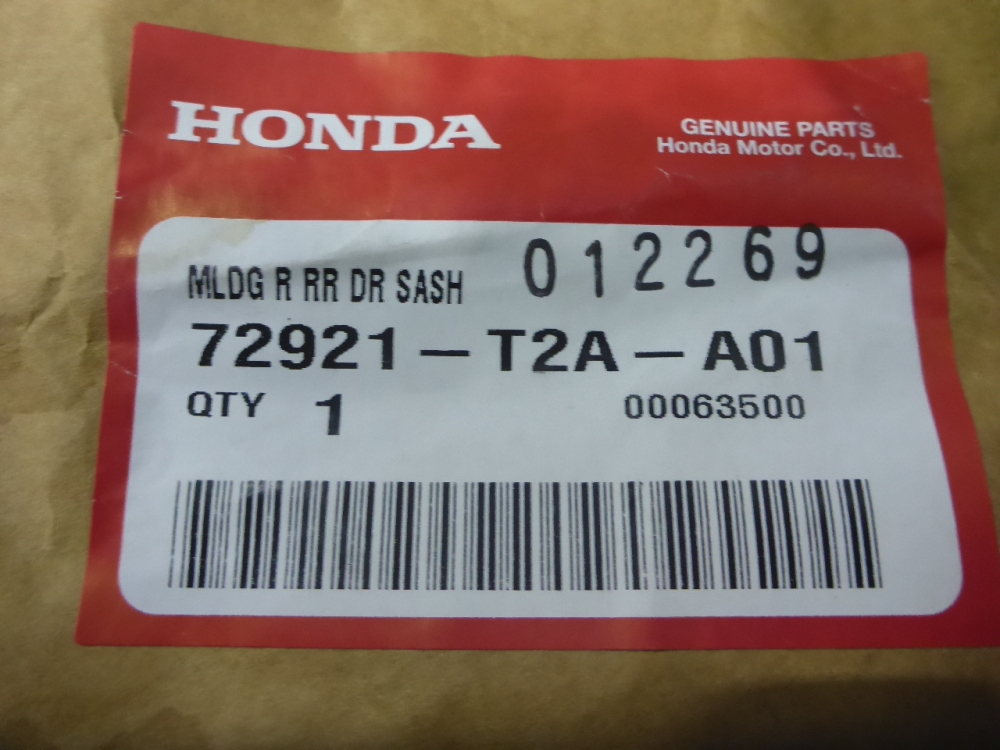 HONDA
GENUINE PARTS
Honda Motor Co., Ltd.
012269
MLDG R RR DR SASH
72921-T2A-A01
QTY 1
00063500